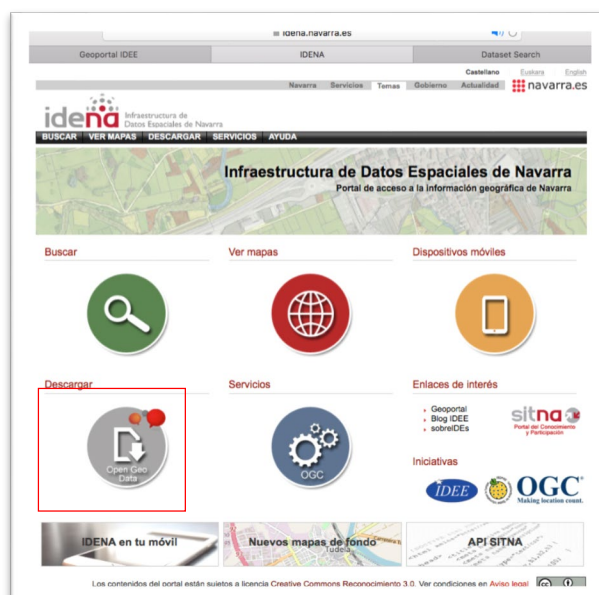 idena.navarra.es
Geoportal IDEE IDENA Dataset Search
Castellano Euskara English
Navarra Servicios Temas Gobierno Actualidad navarra.es
idena Infraestructura de
Datos Espaciales de Navarra
BUSCAR VER MAPAS DESCARGAR SERVICIOS AYUDA
Infraestructura de Datos Espaciales de Navarra
Portal de acceso a la información geográfica de Navarra
Buscar Ver mapas Dispositivos móviles
Descargar Servicios Enlaces de interés
Geoportal
Blog IDEE
sobreIDEs
sitna
Portal del Conocimiento
y Participación
Open Geo
Data
OGC
Iniciativas
IDEE OGC®
Making location count.
IDENA en tu móvil Nuevos mapas de fondo API SITNA
Tudela
Los contenidos del portal están sujetos a licencia Creative Commons Reconocimiento 3.0. Ver condiciones en Aviso legal